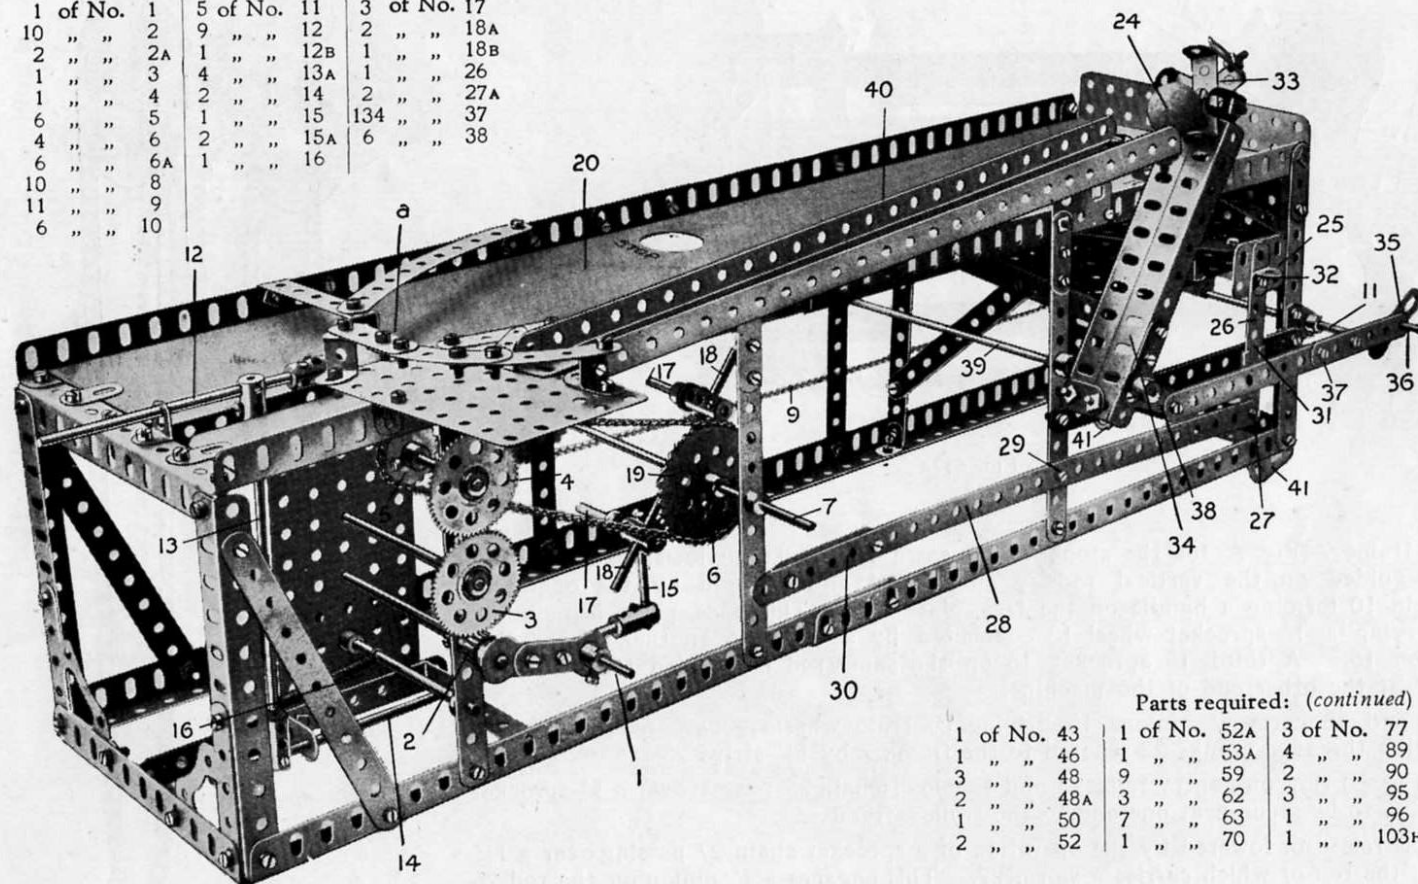 1 of No. 1 5 of No. 11 3 of No. 17
10 ,, ,, 2 9 ,, ,, 12 2 ,, ,, 18A
2 ,, ,, 2A 1 ,, ,, 12B 1 ,, ,, 18B
1 ,, ,, 3 4 ,, ,, 13A 1 ,, ,, 26
1 ,, ,, 4 2 ,, ,, 14 2 ,, ,, 27A
6 ,, ,, 5 1 ,, ,, 15 134 ,, ,, 37
4 ,, ,, 6 2 ,, ,, 15A 6 ,, ,, 38
6 ,, ,, 6A 1 ,, ,, 16
10 ,, ,, 8
11 ,, ,, 9
6 ,, ,, 10
24
33
40
20
a
STOP
12
25
35
32
11
26
18
17
9
39
37
36
31
41
29
19
4
7
5
38
41
27
13
34
6
18
15
17
3
28
30
16
2
1
14
Parts required: (continued)
1 of No. 43 1 of No. 52A 3 of No. 77
1 ,, ,, 46 1 ,, ,, 53A 4 ,, ,, 89
3 ,, ,, 48 9 ,, ,, 59 2 ,, ,, 90
2 ,, ,, 48A 3 ,, ,, 62 3 ,, ,, 95
1 ,, ,, 50 7 ,, ,, 63 5 ,, ,, 96
2 ,, ,, 52 1 ,, ,, 70 1 ,, ,, 103H